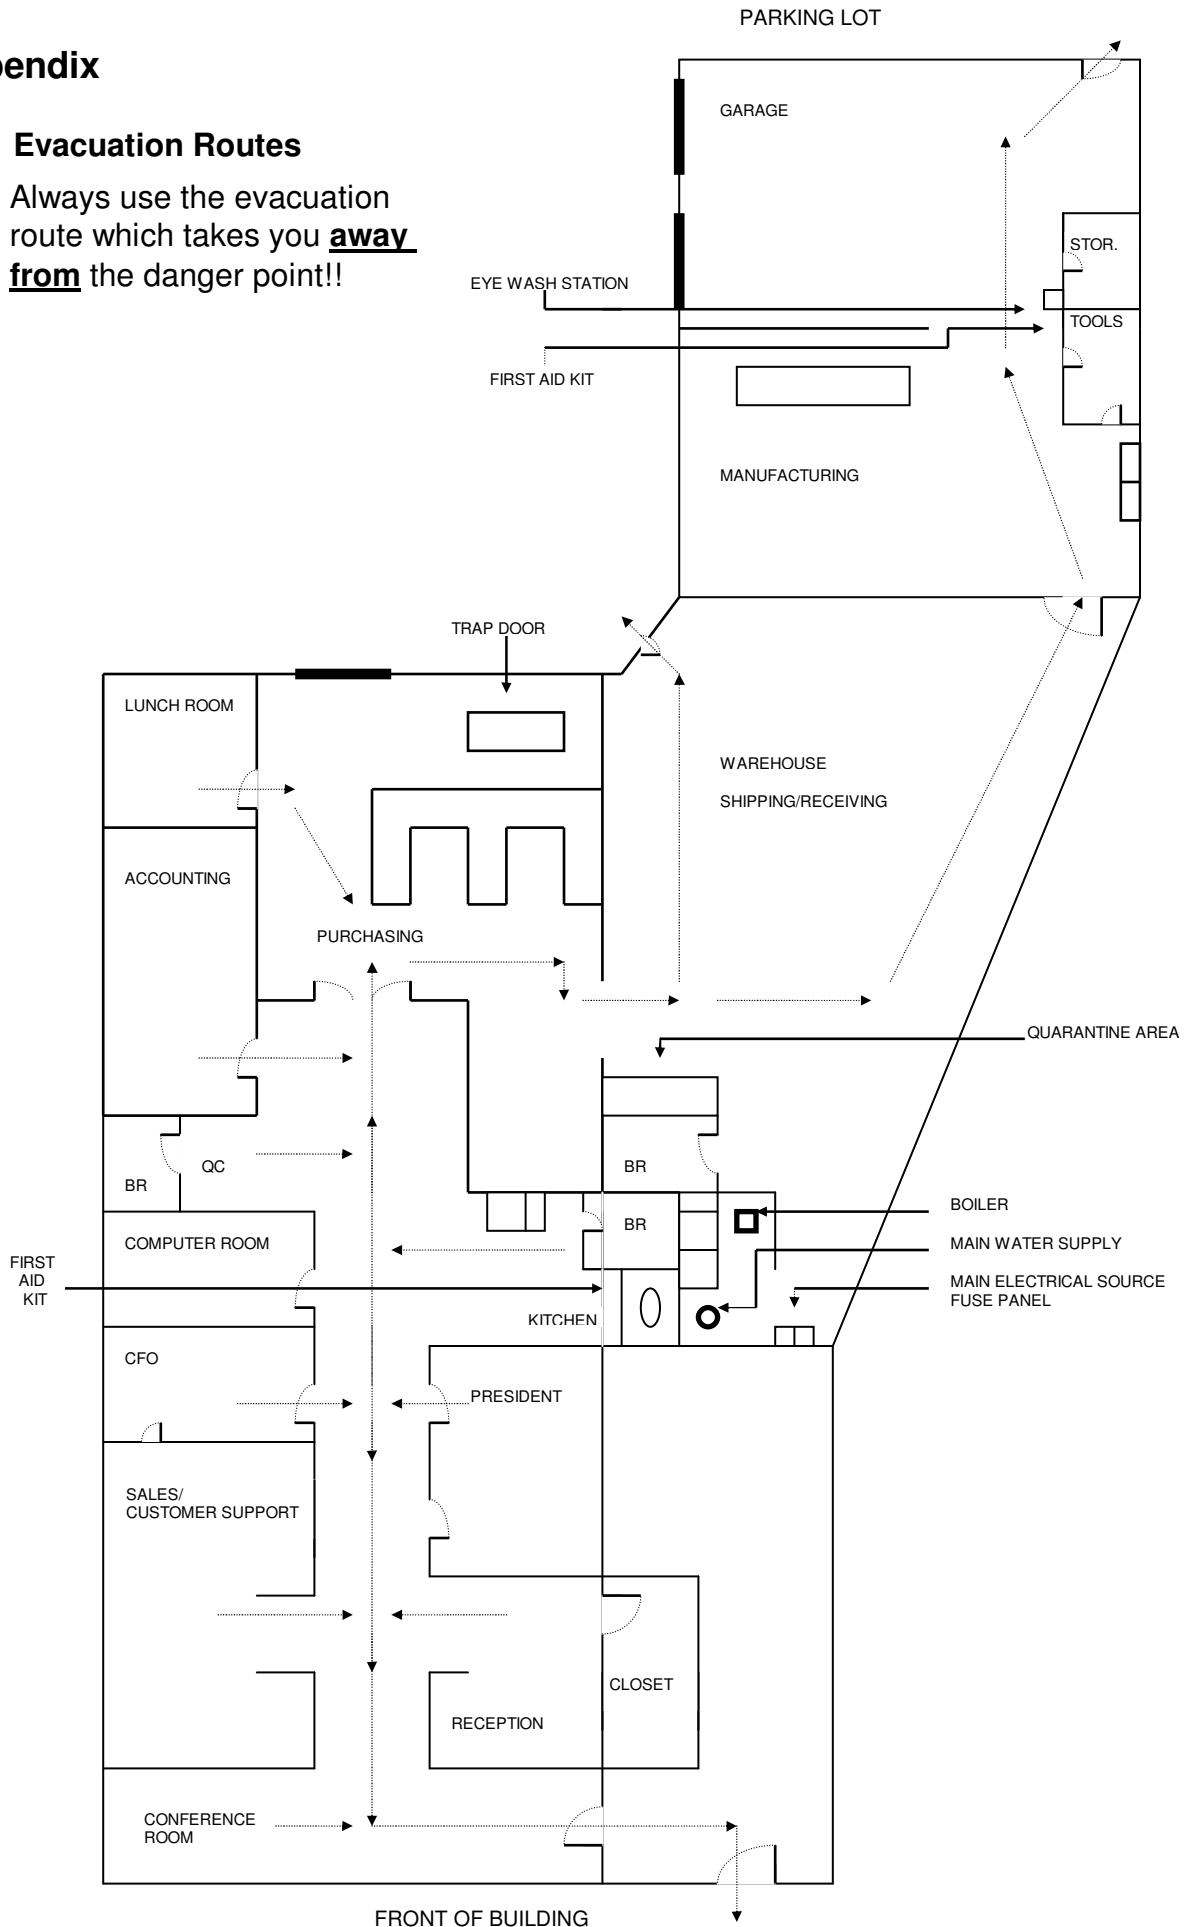 PARKING LOT
pendix
Evacuation Routes
Always use the evacuation
route which takes you away
from the danger point!!
GARAGE
STOR.
EYE WASH STATION
TOOLS
FIRST AID KIT
MANUFACTURING
TRAP DOOR
LUNCH ROOM
WAREHOUSE
SHIPPING/RECEIVING
ACCOUNTING
PURCHASING
QUARANTINE AREA
QC
BR
BR
BR
BOILER
COMPUTER ROOM
MAIN WATER SUPPLY
FIRST
AID
KIT
MAIN ELECTRICAL SOURCE
FUSE PANEL
KITCHEN
CFO
PRESIDENT
SALES/
CUSTOMER SUPPORT
CLOSET
RECEPTION
CONFERENCE
ROOM
FRONT OF BUILDING